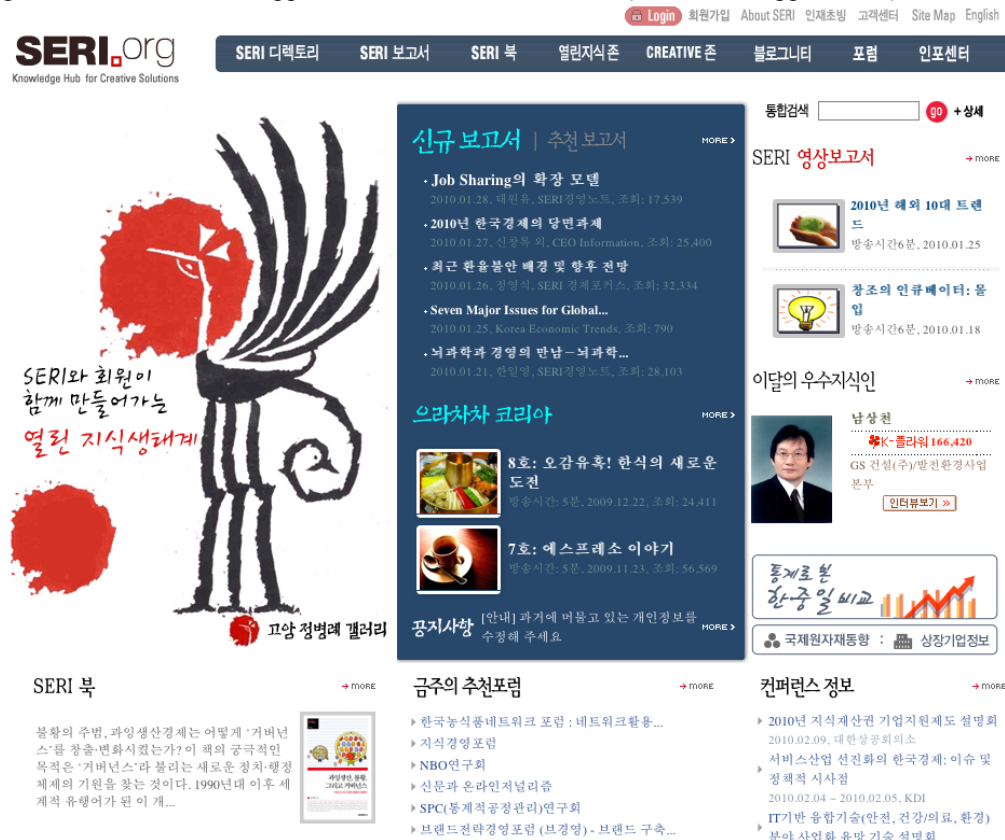 Login 회원가입 About SERI 인재초빙 고객센터 Site Map English
SERI.org
Knowledge Hub for Creative Solutions
SERI 디렉토리 SERI 보고서 SERI 북 열린지식 존 CREATIVE 존 블로그니티 포럼 인포센터
SERI와 회원이
함께 만들어가는
열린 지식생태계
고암 정병례 갤러리
신규 보고서 | 추천 보고서 MORE >
Job Sharing의 확장 모델
2010.01.28, 태원유, SERI경영노트, 조회: 17,539
2010년 한국경제의 당면과제
2010.01.27, 신창목 외, CEO Information, 조회: 25,400
최근 환율불안 배경 및 향후 전망
2010.01.26, 정영식, SERI 경제포커스, 조회: 32,334
Seven Major Issues for Global...
2010.01.25, Korea Economic Trends, 조회: 790
뇌과학과 경영의 만남－뇌과학...
2010.01.21, 한일영, SERI경영노트, 조회: 28,103
으라차차 코리아 MORE >
8호: 오감유혹! 한식의 새로운
도전
방송시간: 5분, 2009.12.22, 조회: 24,411
7호: 에스프레소 이야기
방송시간: 5분, 2009.11.23, 조회: 56,569
공지사항 [안내] 과거에 머물고 있는 개인정보를
수정해 주세요 MORE >
통합검색 go +상세
SERI 영상보고서 → MORE
2010년 해외 10대 트렌
드
방송시간6분, 2010.01.25
창조의 인큐베이터: 몰
입
방송시간6분, 2010.01.18
이달의 우수지식인 → MORE
남상천
K-플라워 166,420
GS 건설(주)/발전환경사업
본부
인터뷰보기 »
통계로 본
한·중·일 비교
국제원자재동향 : 상장기업정보
SERI 북 → MORE
불황의 주범, 과잉생산경제는 어떻게 ‘거버넌
스’를 창출·변화시켰는가? 이 책의 궁극적인
목적은 ‘거버넌스’라 불리는 새로운 정치·행정
체제의 기원을 찾는 것이다. 1990년대 이후 세
계적 유행어가 된 이 개...
과잉생산, 불황,
그리고 거버넌스
금주의 추천포럼 → MORE
한국농식품네트워크 포럼 : 네트워크활용...
지식경영포럼
NBO연구회
신문과 온라인저널리즘
SPC(통계적공정관리)연구회
브랜드전략경영포럼 (브경영) - 브랜드 구축...
컨퍼런스 정보 → MORE
2010년 지식재산권 기업지원제도 설명회
2010.02.09, 대한상공회의소
서비스산업 선진화의 한국경제: 이슈 및
정책적 시사점
2010.02.04 ~ 2010.02.05, KDI
IT기반 융합기술(안전, 건강/의료, 환경)
분야 사업화 유망 기술 설명회